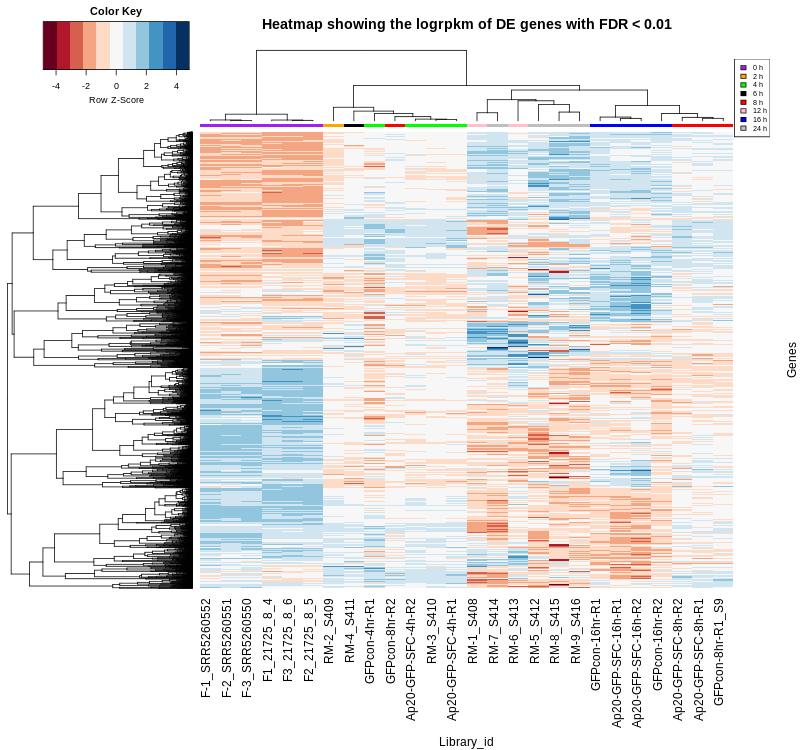 Color Key
Heatmap showing the logrpkm of DE genes with FDR < 0.01
-4 -2 0 2 4
Row Z-Score
0 h
2 h
4 h
6 h
8 h
12 h
16 h
24 h
Genes
F-1_SRR5260552
F-2_SRR5260551
F-3_SRR5260550
F1_21725_8_4
F3_21725_8_6
F2_21725_8_5
RM-2_S409
RM-4_S411
GFPcon-4hr-R1
GFPcon-8hr-R2
Ap20-GFP-SFC-4h-R2
RM-3_S410
Ap20-GFP-SFC-4h-R1
RM-1_S408
RM-7_S414
RM-6_S413
RM-5_S412
RM-8_S415
RM-9_S416
GFPcon-16hr-R1
Ap20-GFP-SFC-16h-R1
Ap20-GFP-SFC-16h-R2
GFPcon-16hr-R2
Ap20-GFP-SFC-8h-R2
Ap20-GFP-SFC-8h-R1
GFPcon-8hr-R1_S9
Library_id